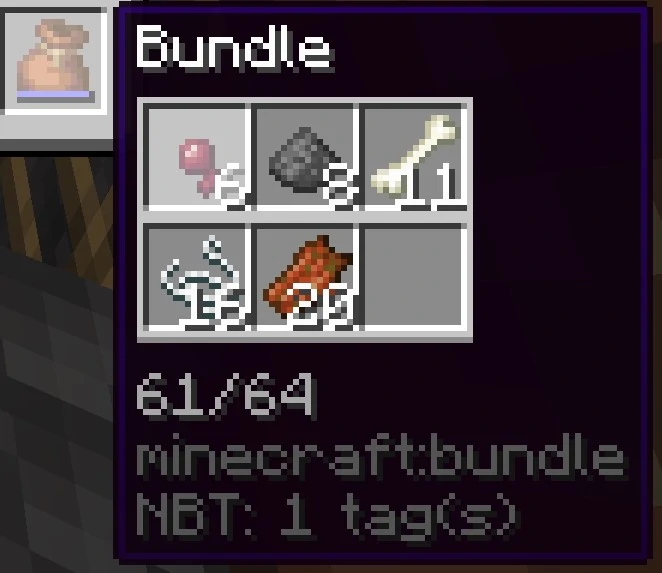 Bundle
6 8 11
16 20
61/64
minecraft:bundle
NBT: 1 tag(s)